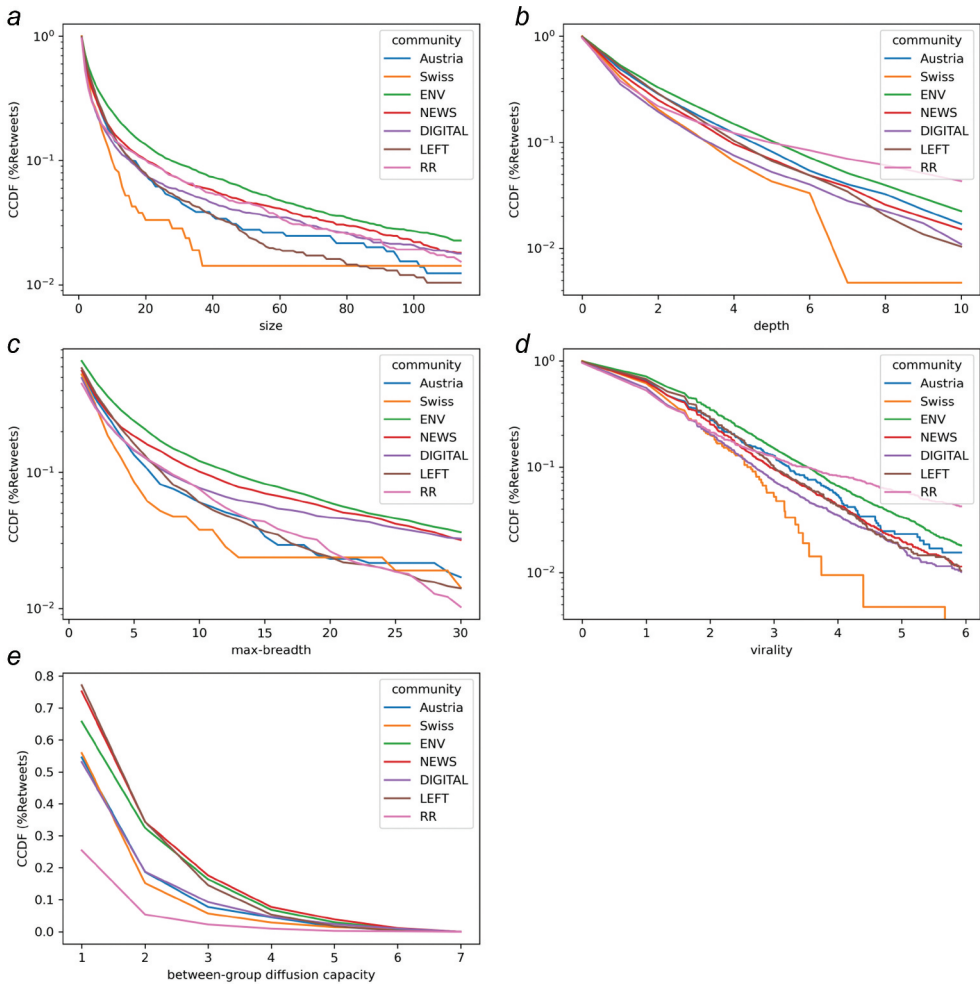 a
CCDF (%Retweets)
10⁰
10⁻¹
10⁻²
0 20 40 60 80 100
size
community
Austria
Swiss
ENV
NEWS
DIGITAL
LEFT
RR
b
CCDF (%Retweets)
10⁰
10⁻¹
10⁻²
0 2 4 6 8 10
depth
community
Austria
Swiss
ENV
NEWS
DIGITAL
LEFT
RR
c
CCDF (%Retweets)
10⁻¹
10⁻²
0 5 10 15 20 25 30
max-breadth
community
Austria
Swiss
ENV
NEWS
DIGITAL
LEFT
RR
d
CCDF (%Retweets)
10⁰
10⁻¹
10⁻²
0 1 2 3 4 5 6
virality
community
Austria
Swiss
ENV
NEWS
DIGITAL
LEFT
RR
e
CCDF (%Retweets)
0.8
0.7
0.6
0.5
0.4
0.3
0.2
0.1
0.0
1 2 3 4 5 6 7
between-group diffusion capacity
community
Austria
Swiss
ENV
NEWS
DIGITAL
LEFT
RR